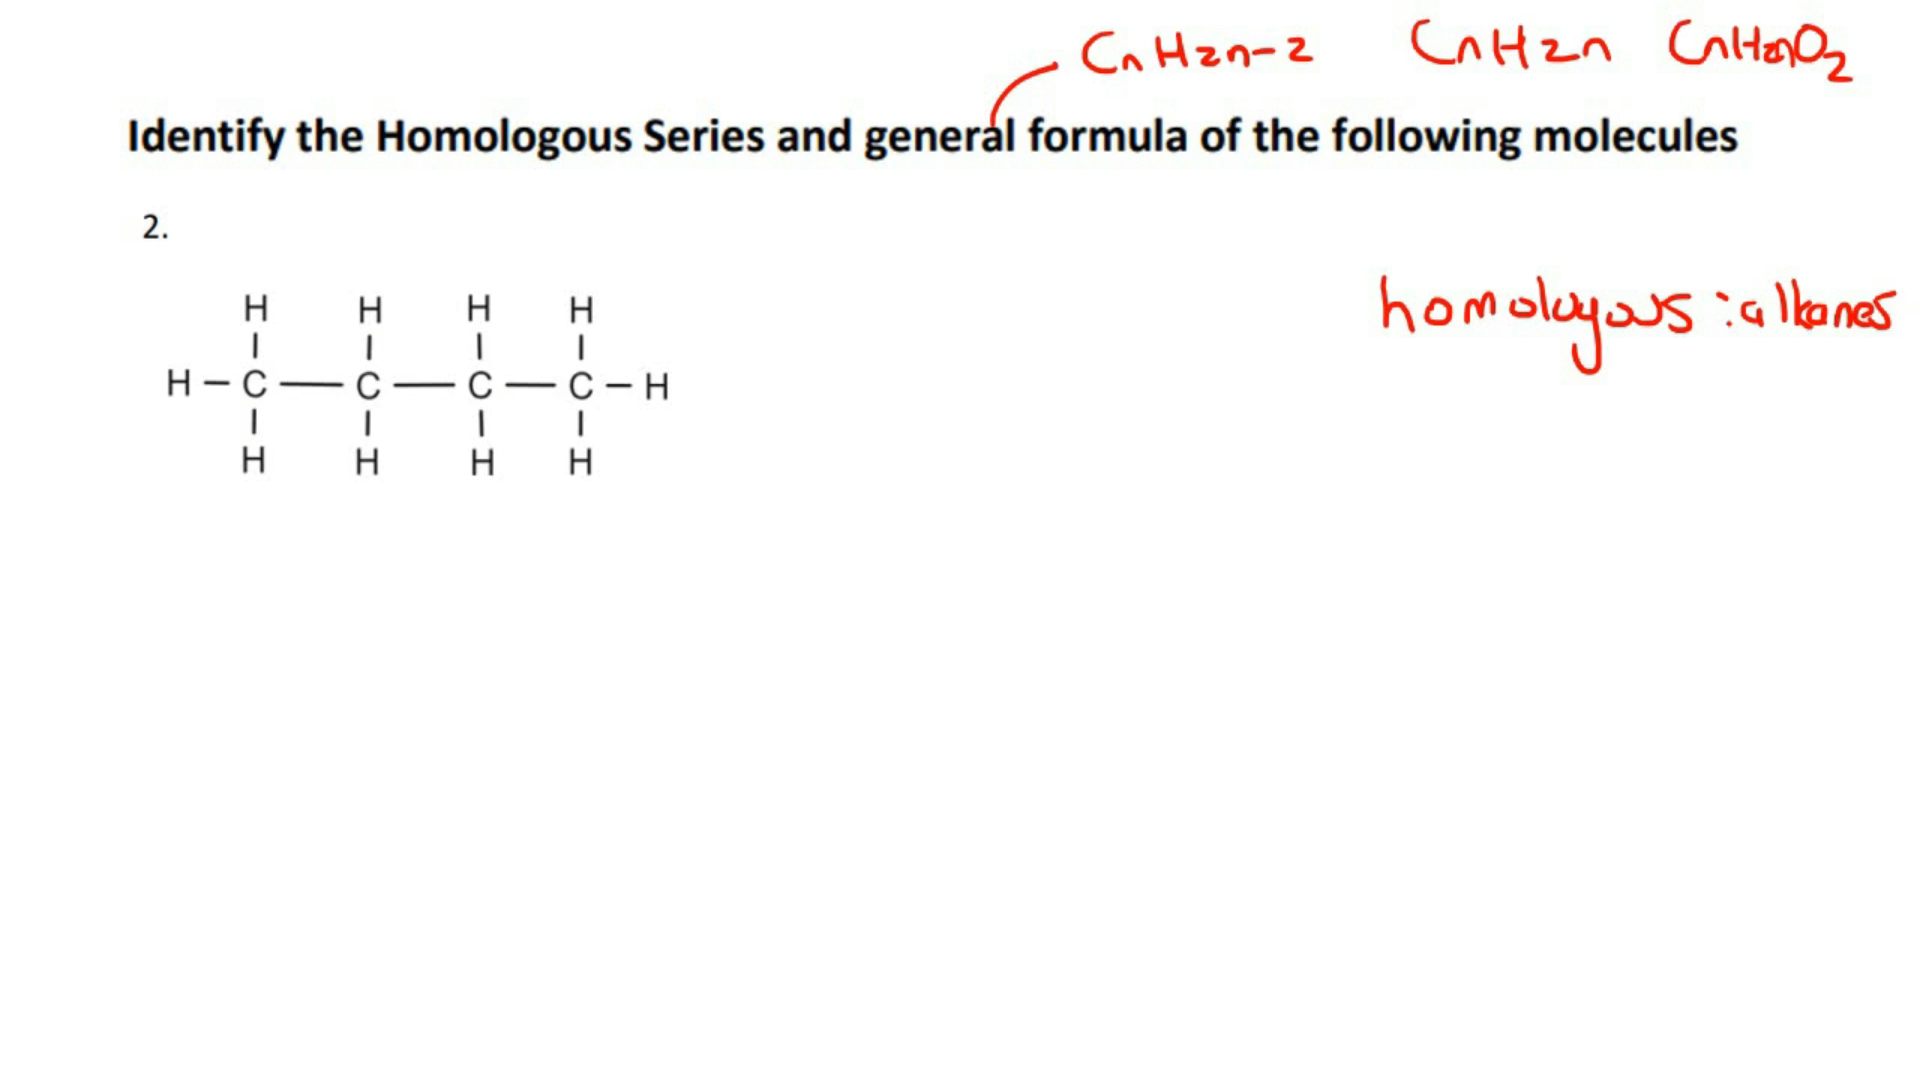 CnH2n-2 CnH2n CnH2nO2
Identify the Homologous Series and general formula of the following molecules
2.
H H H H
H – C — C — C — C – H
H H H H
homologous : alkanes